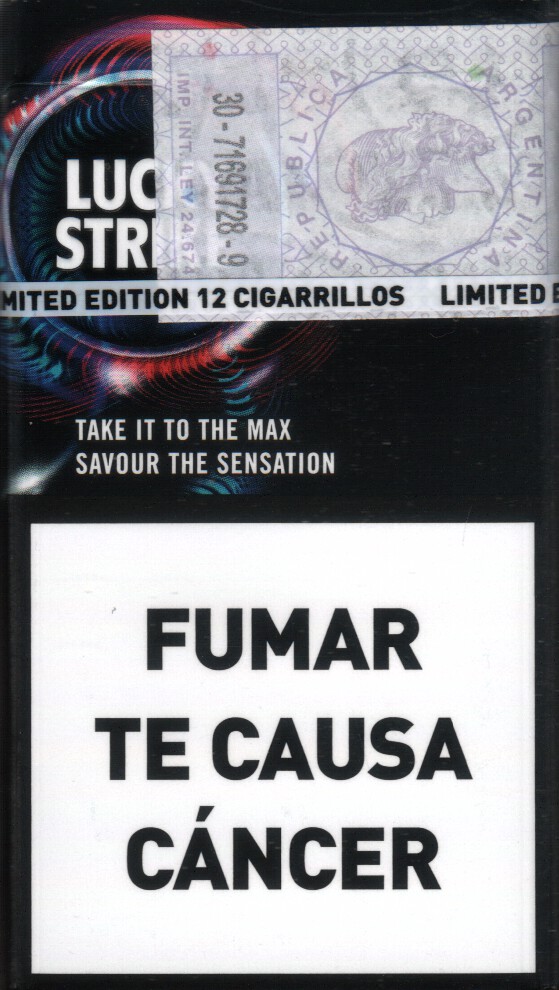 LUC
STR
IMP. INT. LEY 24.674
30-71691728-9
REPUBLICA ARGENTINA
MITED EDITION 12 CIGARRILLOS LIMITED E
TAKE IT TO THE MAX
SAVOUR THE SENSATION
FUMAR
TE CAUSA
CÁNCER